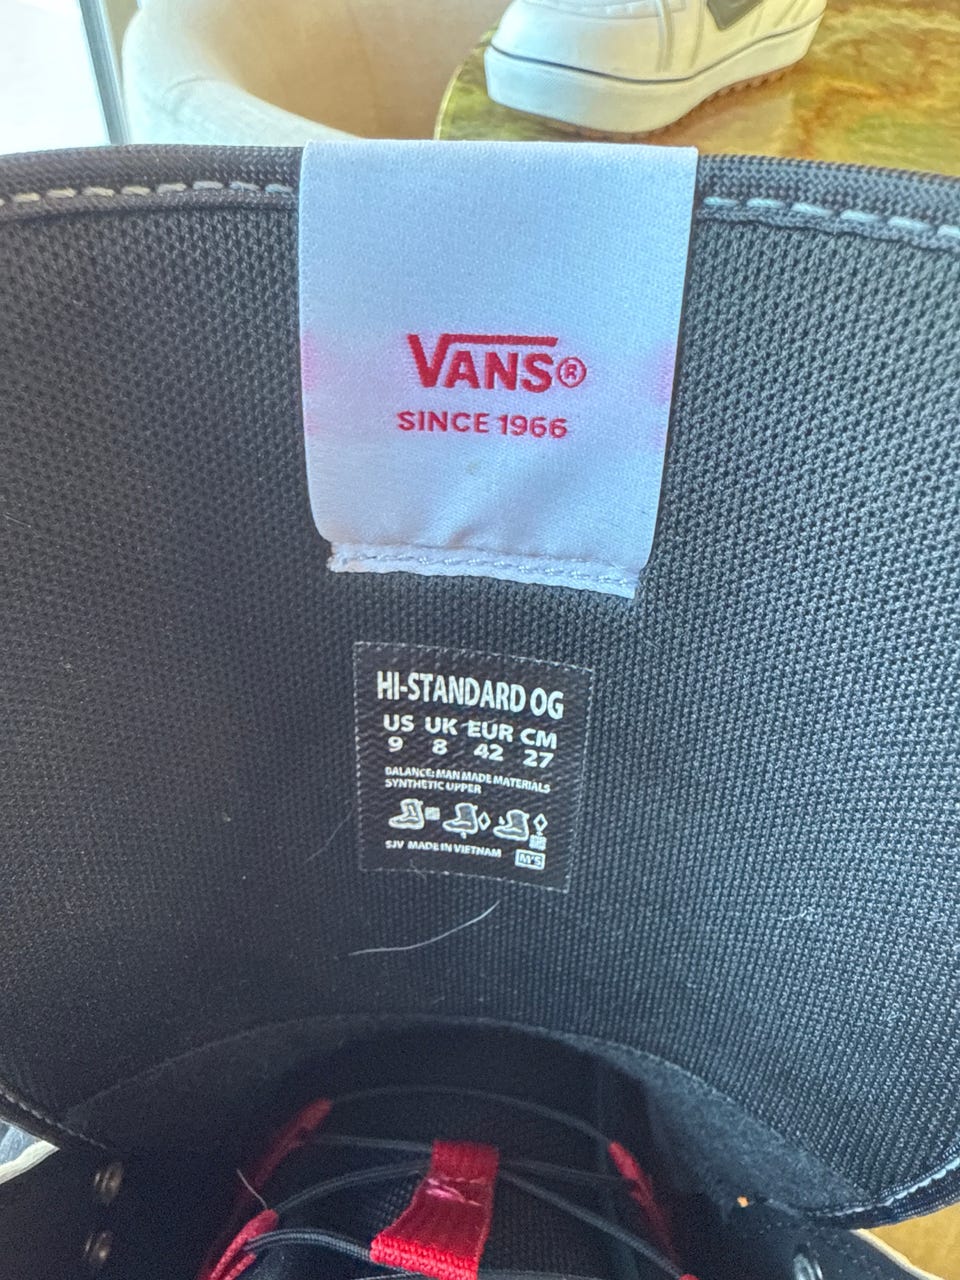 VANS®
SINCE 1966
HI-STANDARD OG
US UK EUR CM
9 8 42 27
BALANCE: MAN MADE MATERIALS
SYNTHETIC UPPER
SJV MADE IN VIETNAM M'S